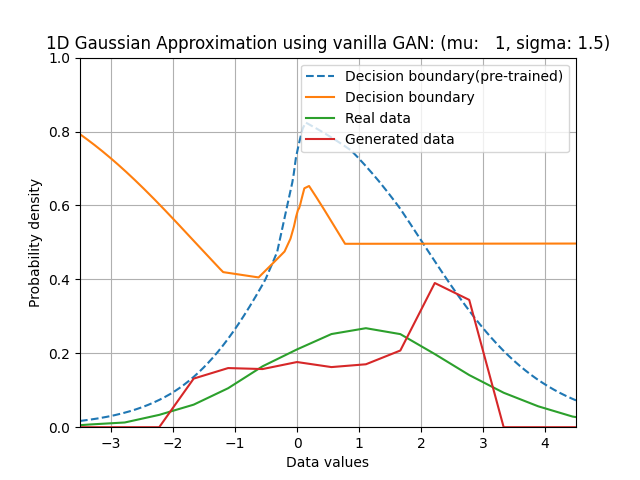 1D Gaussian Approximation using vanilla GAN: (mu:   1, sigma: 1.5)
Decision boundary(pre-trained)
Decision boundary
Real data
Generated data
Probability density
1.0
0.8
0.6
0.4
0.2
0.0
−3 −2 −1 0 1 2 3 4
Data values